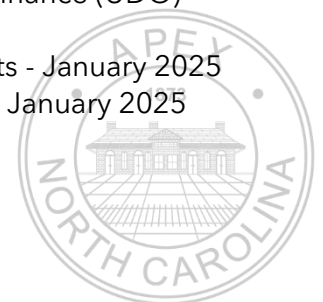 nance (UDO)
ts - January 2025
January 2025
APEX
1873
NORTH CAROLINA